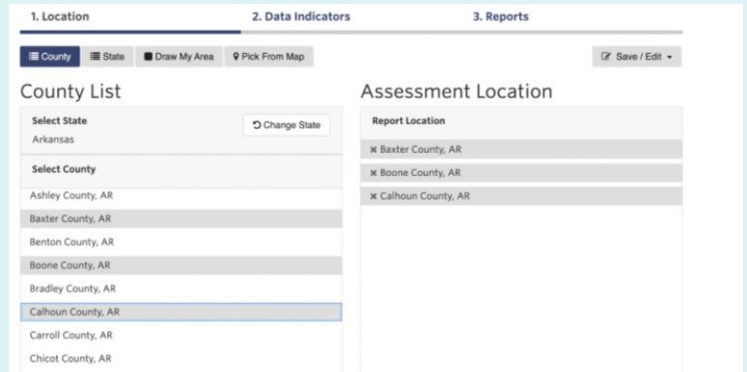 1. Location
2. Data Indicators
3. Reports
County
State
Draw My Area
Pick From Map
Save / Edit
County List
Select State
Arkansas
Change State
Select County
Ashley County, AR
Baxter County, AR
Benton County, AR
Boone County, AR
Bradley County, AR
Calhoun County, AR
Carroll County, AR
Chicot County, AR
Assessment Location
Report Location
Baxter County, AR
Boone County, AR
Calhoun County, AR